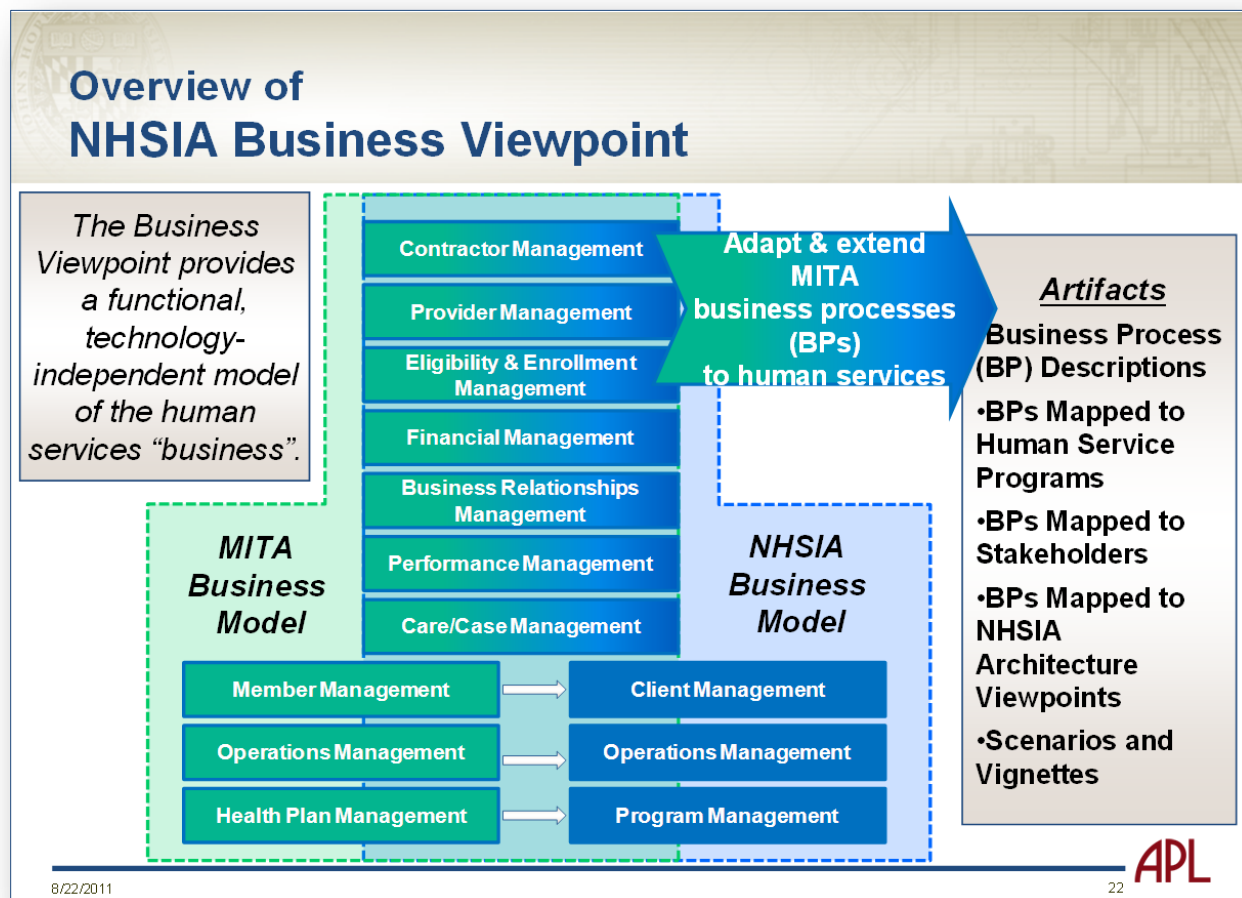 Overview of
NHSIA Business Viewpoint
The Business
Viewpoint provides
a functional,
technology-
independent model
of the human
services “business”.
Contractor Management
Provider Management
Eligibility & Enrollment
Management
Financial Management
Business Relationships
Management
Performance Management
Care/Case Management
MITA
Business
Model
NHSIA
Business
Model
Member Management
Client Management
Operations Management
Operations Management
Health Plan Management
Program Management
Adapt & extend
MITA
business processes
(BPs)
to human services
Artifacts
•Business Process
(BP) Descriptions
•BPs Mapped to
Human Service
Programs
•BPs Mapped to
Stakeholders
•BPs Mapped to
NHSIA
Architecture
Viewpoints
•Scenarios and
Vignettes
8/22/2011
22
APL